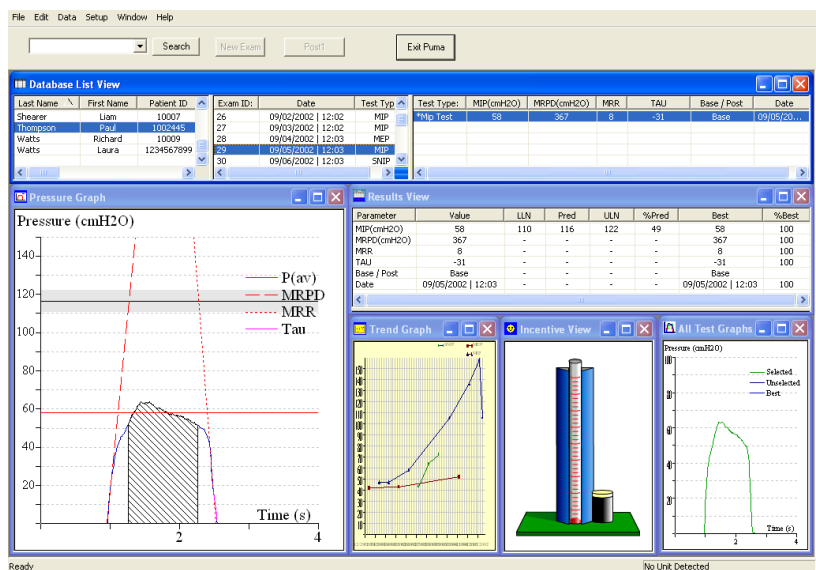 File Edit Data Setup Window Help
Search New Exam Post1 Exit Puma
Database List View
Last Name First Name Patient ID
Shearer Liam 10007
Thompson Paul 1002445
Watts Richard 10009
Watts Laura 1234567899
Exam ID: Date Test Typ
26 09/02/2002 | 12:02 MIP
27 09/03/2002 | 12:02 MIP
28 09/04/2002 | 12:03 MEP
29 09/05/2002 | 12:03 MIP
30 09/06/2002 | 12:03 SNIP
Test Type: MIP(cmH2O) MRPD(cmH2O) MRR TAU Base / Post Date
*Mip Test 58 367 8 -31 Base 09/05/20...
Pressure Graph
Pressure (cmH2O)
140
120
100
80
60
40
20
P(av)
MRPD
MRR
Tau
Time (s)
2 4
Results View
Parameter Value LLN Pred ULN %Pred Best %Best
MIP(cmH2O) 58 110 116 122 49 58 100
MRPD(cmH2O) 367 - - - - 367 100
MRR 8 - - - - 8 100
TAU -31 - - - - -31 100
Base / Post Base - - - - Base
Date 09/05/2002 | 12:03 - - - - 09/05/2002 | 12:03 100
Trend Graph
Incentive View
All Test Graphs
Pressure (cmH2O)
Selected
Unselected
Best
Time (s)
2 4
Ready No Unit Detected